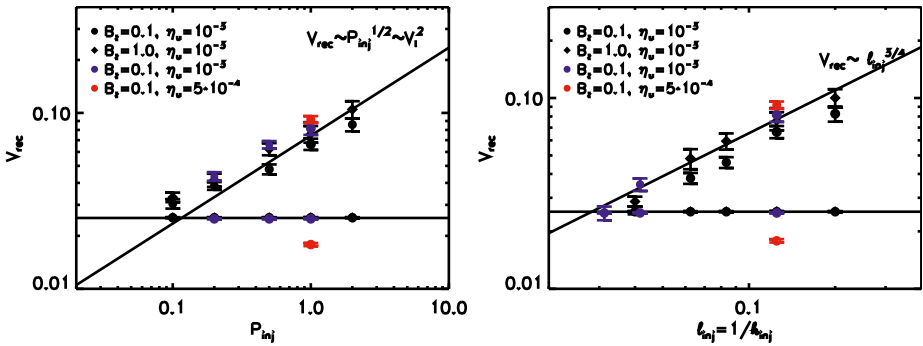 B_z=0.1, η_u=10^-3
B_z=1.0, η_u=10^-3
B_z=0.1, η_u=10^-3
B_z=0.1, η_u=5*10^-4
V_rec~P_inj^1/2~V_l^2
0.10
0.01
V_rec
0.1
1.0
10.0
P_inj
B_z=0.1, η_u=10^-3
B_z=1.0, η_u=10^-3
B_z=0.1, η_u=10^-3
B_z=0.1, η_u=5*10^-4
V_rec~ l_inj^3/4
0.10
0.01
V_rec
0.1
l_inj=1/k_inj